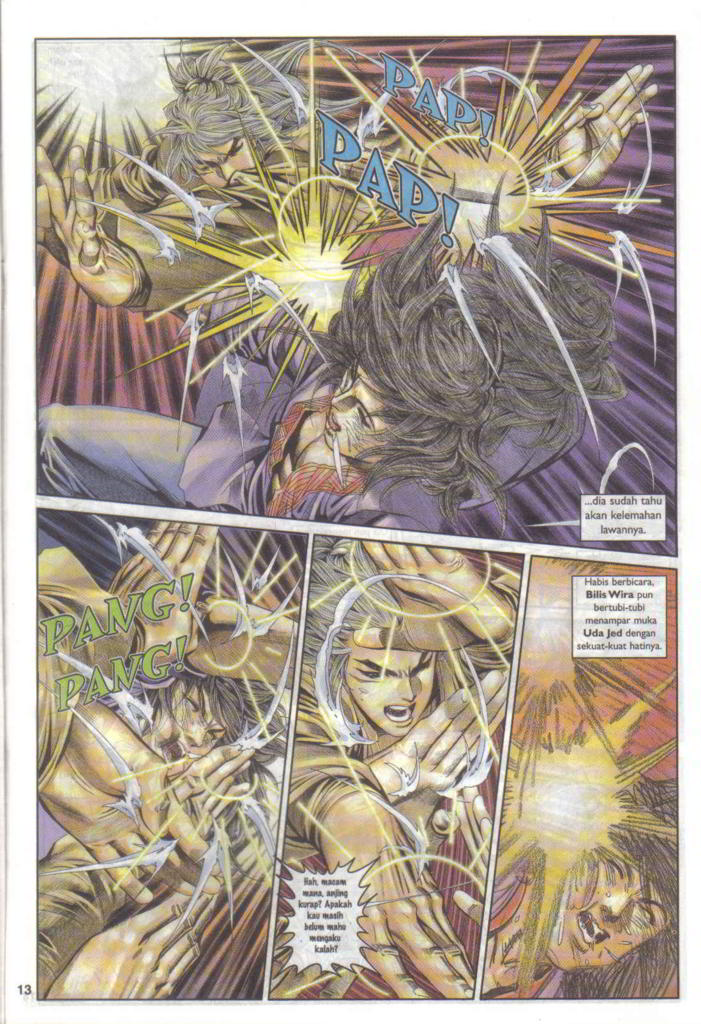 PAP!
PAP!
...dia sudah tahu
akan kelemahan
lawannya.
PANG!
PANG!
Hah, macam
mana, anjing
kurap? Apakah
kau masih
belum mahu
mengaku
kalah?
Habis berbicara,
Bilis Wira pun
bertubi-tubi
menampar muka
Uda Jed dengan
sekuat-kuat hatinya.
13